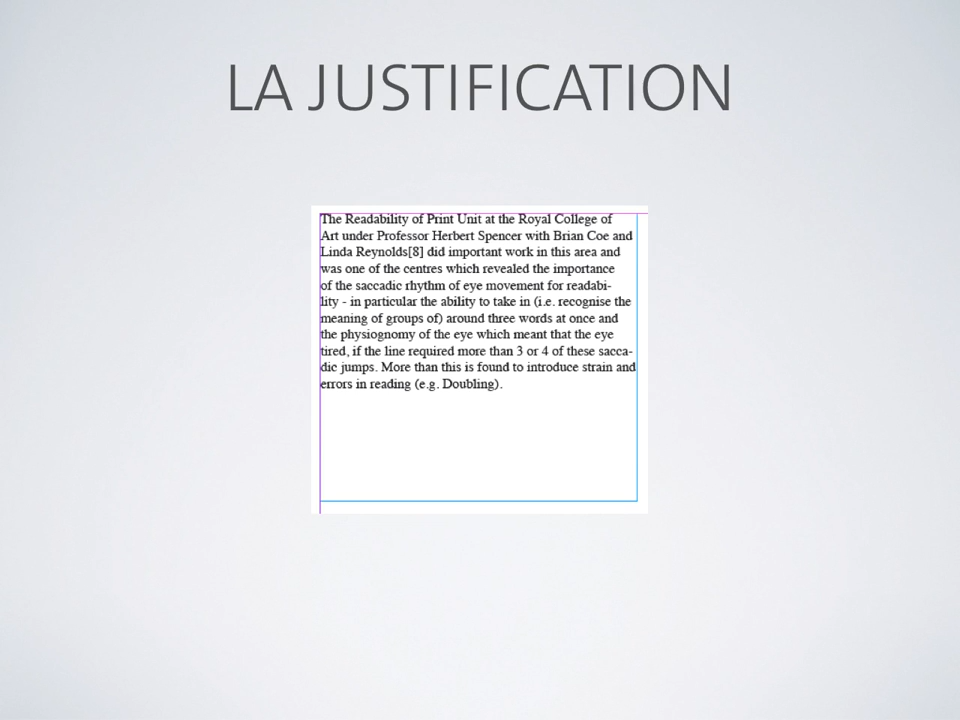 LA JUSTIFICATION
The Readability of Print Unit at the Royal College of
Art under Professor Herbert Spencer with Brian Coe and
Linda Reynolds[8] did important work in this area and
was one of the centres which revealed the importance
of the saccadic rhythm of eye movement for readabi-
lity - in particular the ability to take in (i.e. recognise the
meaning of groups of) around three words at once and
the physiognomy of the eye which meant that the eye
tired, if the line required more than 3 or 4 of these sacca-
dic jumps. More than this is found to introduce strain and
errors in reading (e.g. Doubling).